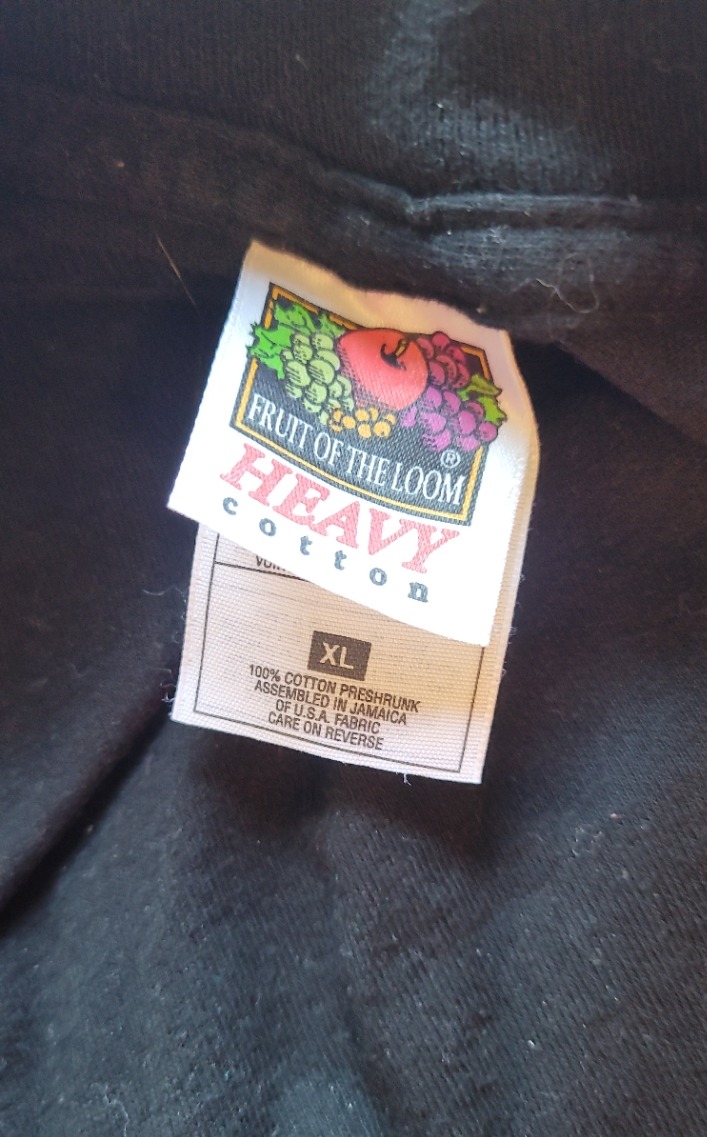 FRUIT OF THE LOOM ®
HEAVY
cotton
XL
100% COTTON PRESHRUNK
ASSEMBLED IN JAMAICA
OF U.S.A. FABRIC
CARE ON REVERSE